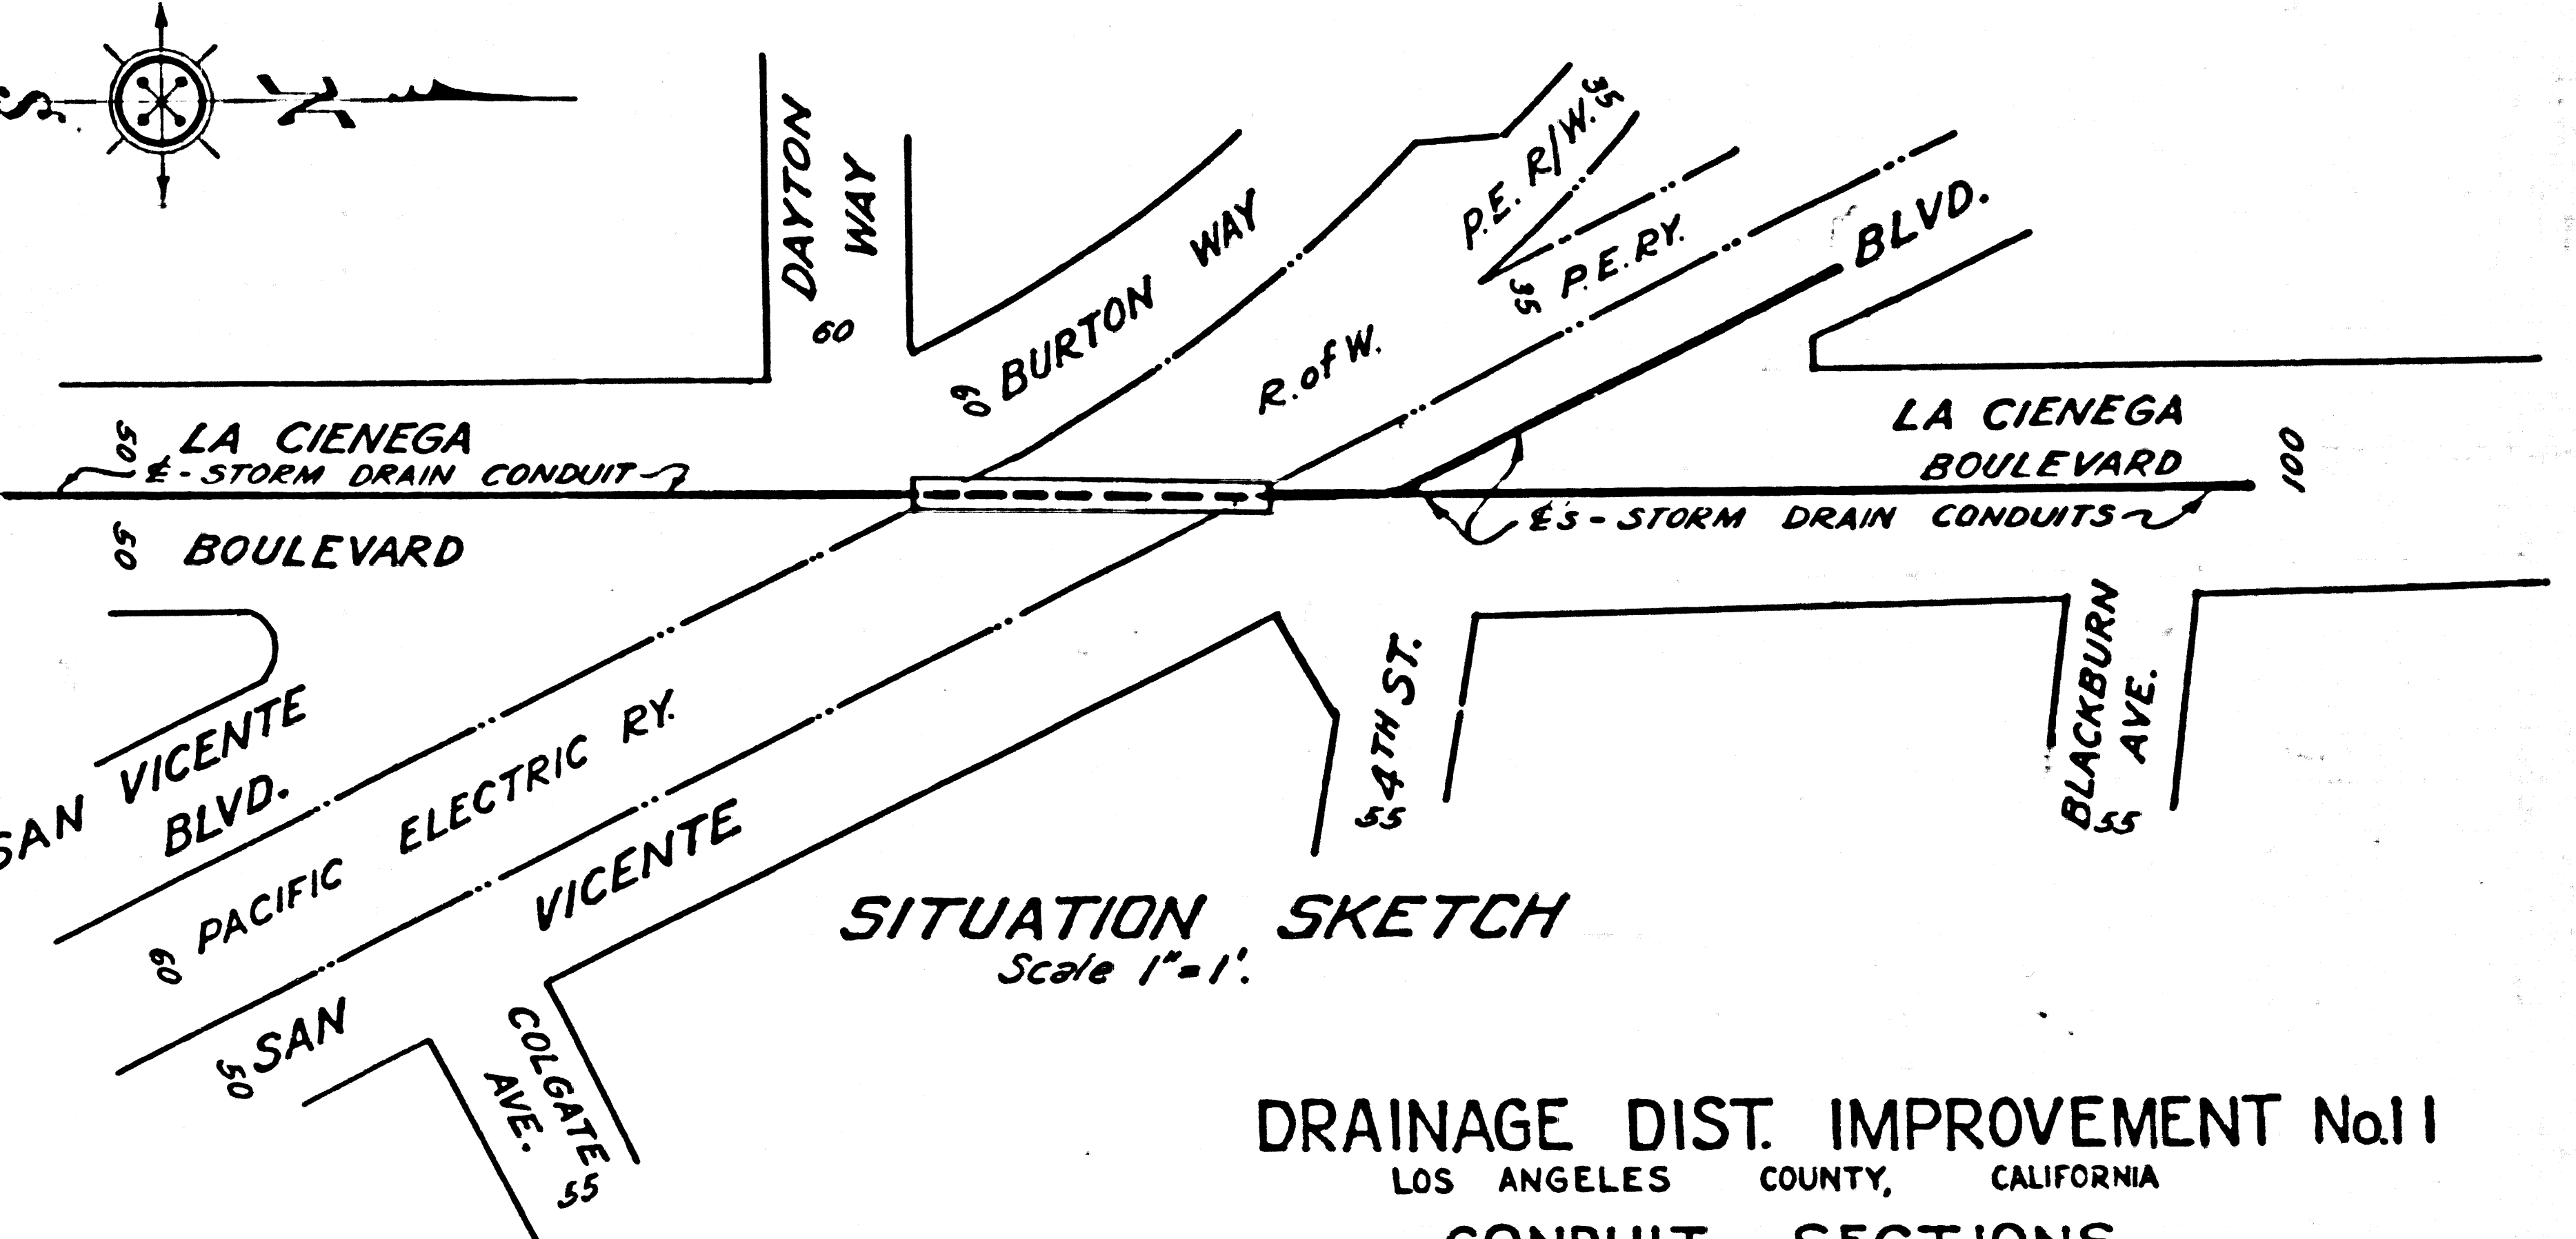 S
N
DAYTON
WAY
60
60 BURTON WAY
P.E. R/W. 35
35 P.E. RY.
R. of W.
BLVD.
50
LA CIENEGA
℄ - STORM DRAIN CONDUIT
50
BOULEVARD
LA CIENEGA
BOULEVARD
100
℄'s - STORM DRAIN CONDUITS
SAN VICENTE
BLVD.
60 PACIFIC ELECTRIC RY.
50 SAN VICENTE
COLGATE
AVE.
55
4TH ST.
55
BLACKBURN
AVE.
55
SITUATION SKETCH
Scale 1"=1'.
DRAINAGE DIST. IMPROVEMENT No.11
LOS ANGELES COUNTY, CALIFORNIA
CONDUIT SECTIONS